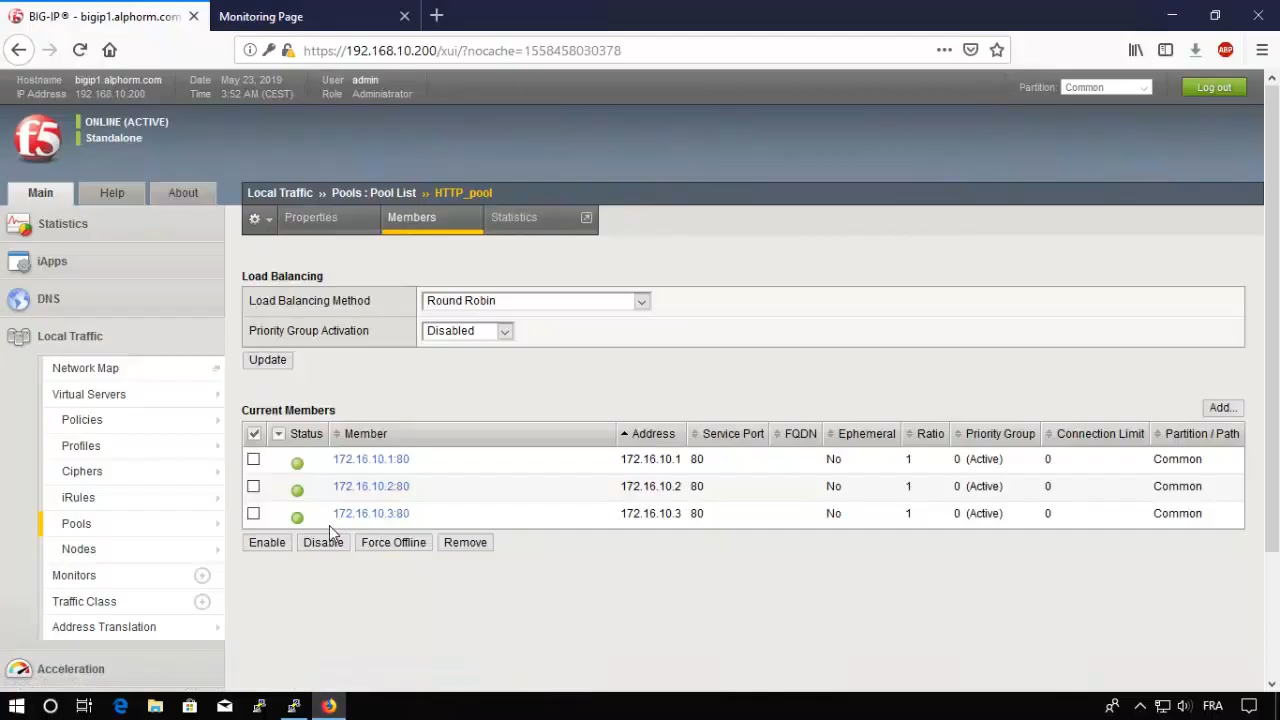 BIG-IP® - bigip1.alphorm.com
Monitoring Page
https://192.168.10.200/xui/?nocache=1558458030378
ABP
Hostname bigip1.alphorm.com Date May 23, 2019 User admin
IP Address 192.168.10.200 Time 3:52 AM (CEST) Role Administrator
Partition: Common
Log out
f5
ONLINE (ACTIVE)
Standalone
Main Help About
Local Traffic ›› Pools : Pool List ›› HTTP_pool
Properties Members Statistics
Statistics
iApps
DNS
Local Traffic
Network Map
Virtual Servers
Policies
Profiles
Ciphers
iRules
Pools
Nodes
Monitors
Traffic Class
Address Translation
Acceleration
Load Balancing
Load Balancing Method Round Robin
Priority Group Activation Disabled
Update
Current Members
Add...
Status Member Address Service Port FQDN Ephemeral Ratio Priority Group Connection Limit Partition / Path
172.16.10.1:80 172.16.10.1 80 No 1 0 (Active) 0 Common
172.16.10.2:80 172.16.10.2 80 No 1 0 (Active) 0 Common
172.16.10.3:80 172.16.10.3 80 No 1 0 (Active) 0 Common
Enable Disable Force Offline Remove
FRA